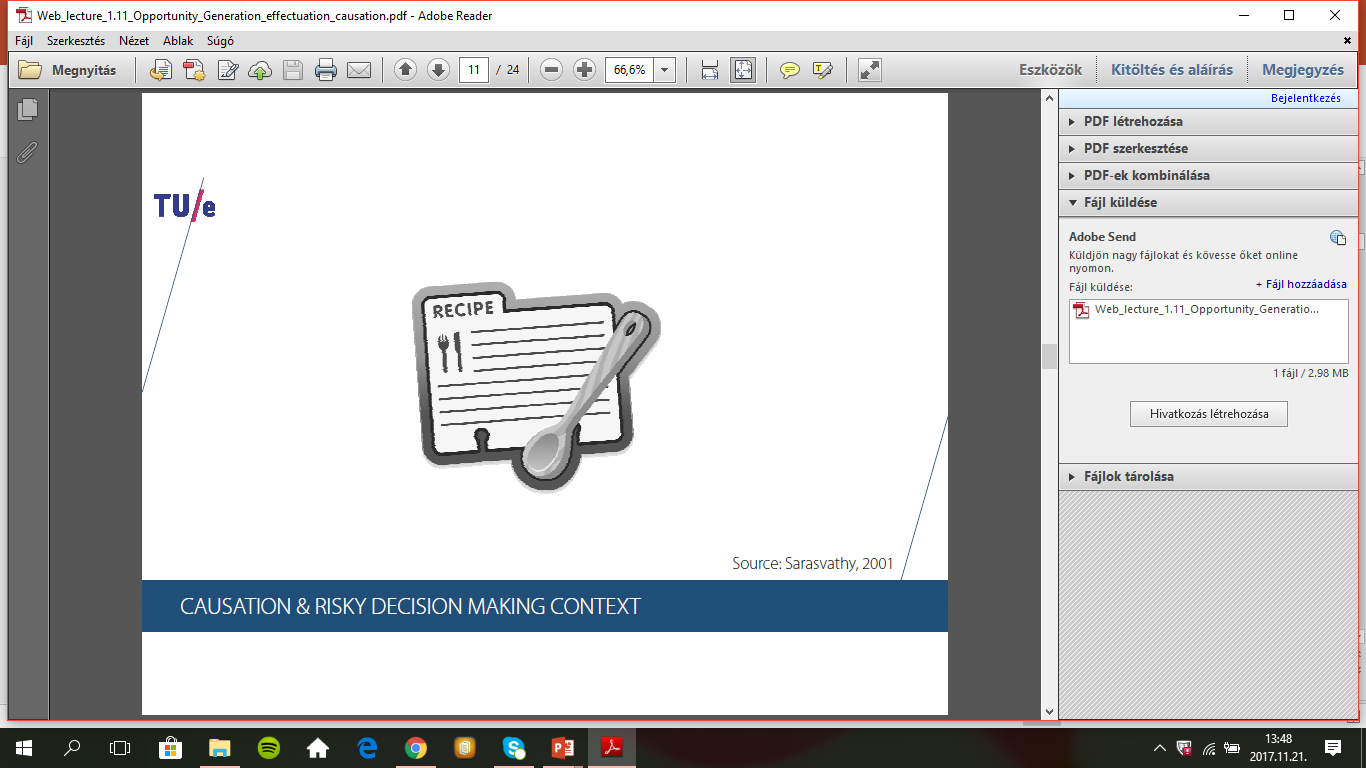 Web_lecture_1.11_Opportunity_Generation_effectuation_causation.pdf - Adobe Reader
Fájl Szerkesztés Nézet Ablak Súgó
Megnyitás 11 / 24 66,6% Eszközök Kitöltés és aláírás Megjegyzés
Bejelentkezés
PDF létrehozása
PDF szerkesztése
PDF-ek kombinálása
Fájl küldése
Adobe Send
Küldjön nagy fájlokat és kövesse őket online
nyomon.
Fájl küldése: + Fájl hozzáadása
Web_lecture_1.11_Opportunity_Generatio...
1 fájl / 2.98 MB
Hivatkozás létrehozása
Fájlok tárolása
TU/e
RECIPE
Source: Sarasvathy, 2001
CAUSATION & RISKY DECISION MAKING CONTEXT
13:48
2017.11.21.